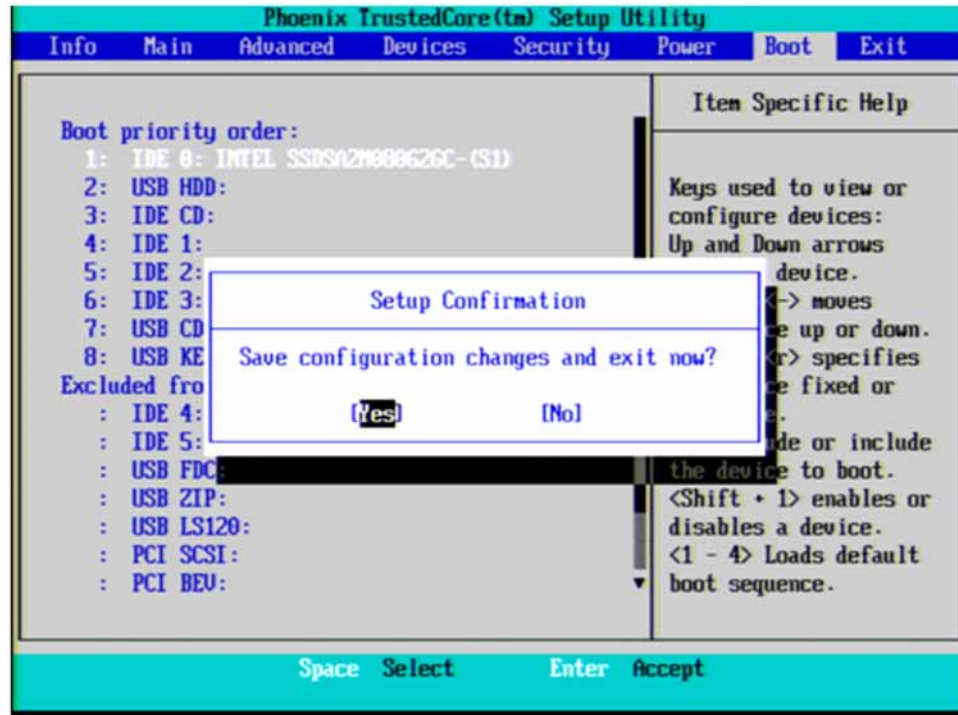 Phoenix TrustedCore(tm) Setup Utility
Info Main Advanced Devices Security Power Boot Exit
Boot priority order:
1: IDE 0: INTEL SSDSA2M080G2GC-(S1)
2: USB HDD:
3: IDE CD:
4: IDE 1:
5: IDE 2:
6: IDE 3:
7: USB CD
8: USB KE
Excluded fro
: IDE 4:
: IDE 5:
: USB FDC:
: USB ZIP:
: USB LS120:
: PCI SCSI:
: PCI BEV:
Setup Confirmation
Save configuration changes and exit now?
[Yes] [No]
Item Specific Help
Keys used to view or
configure devices:
Up and Down arrows
device.
<-> moves
up or down.
specifies
fixed or
or include
the device to boot.
<Shift + 1> enables or
disables a device.
<1 - 4> Loads default
boot sequence.
Space Select Enter Accept